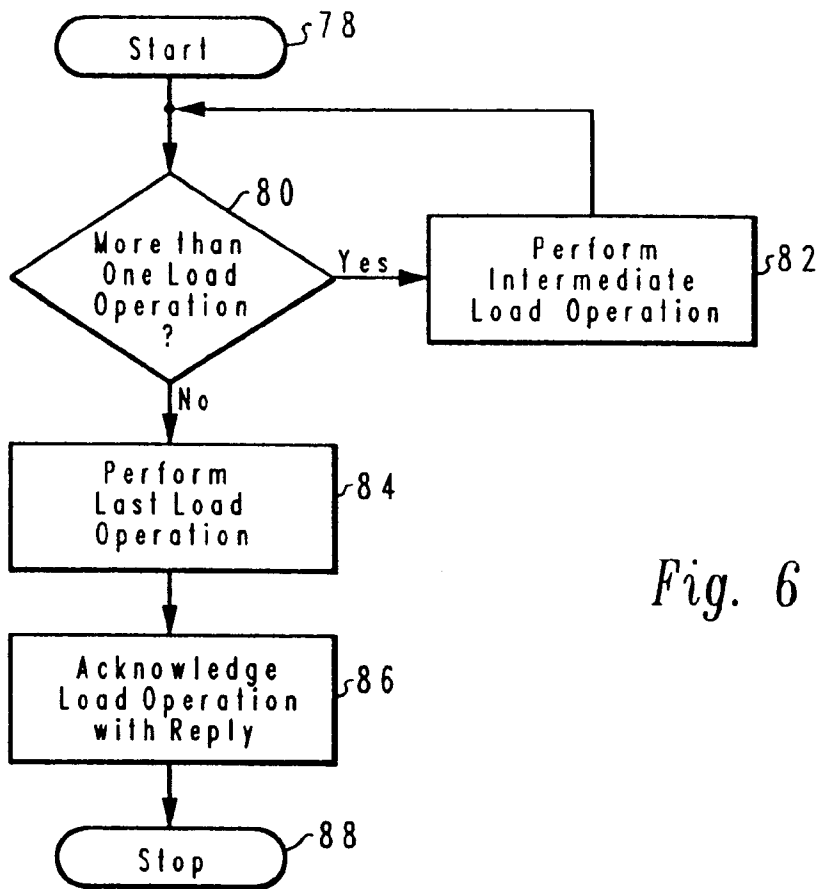 Start
78
80
More than
One Load
Operation
?
Yes
Perform
Intermediate
Load Operation
82
No
Perform
Last Load
Operation
84
Acknowledge
Load Operation
with Reply
86
Stop
88
Fig. 6